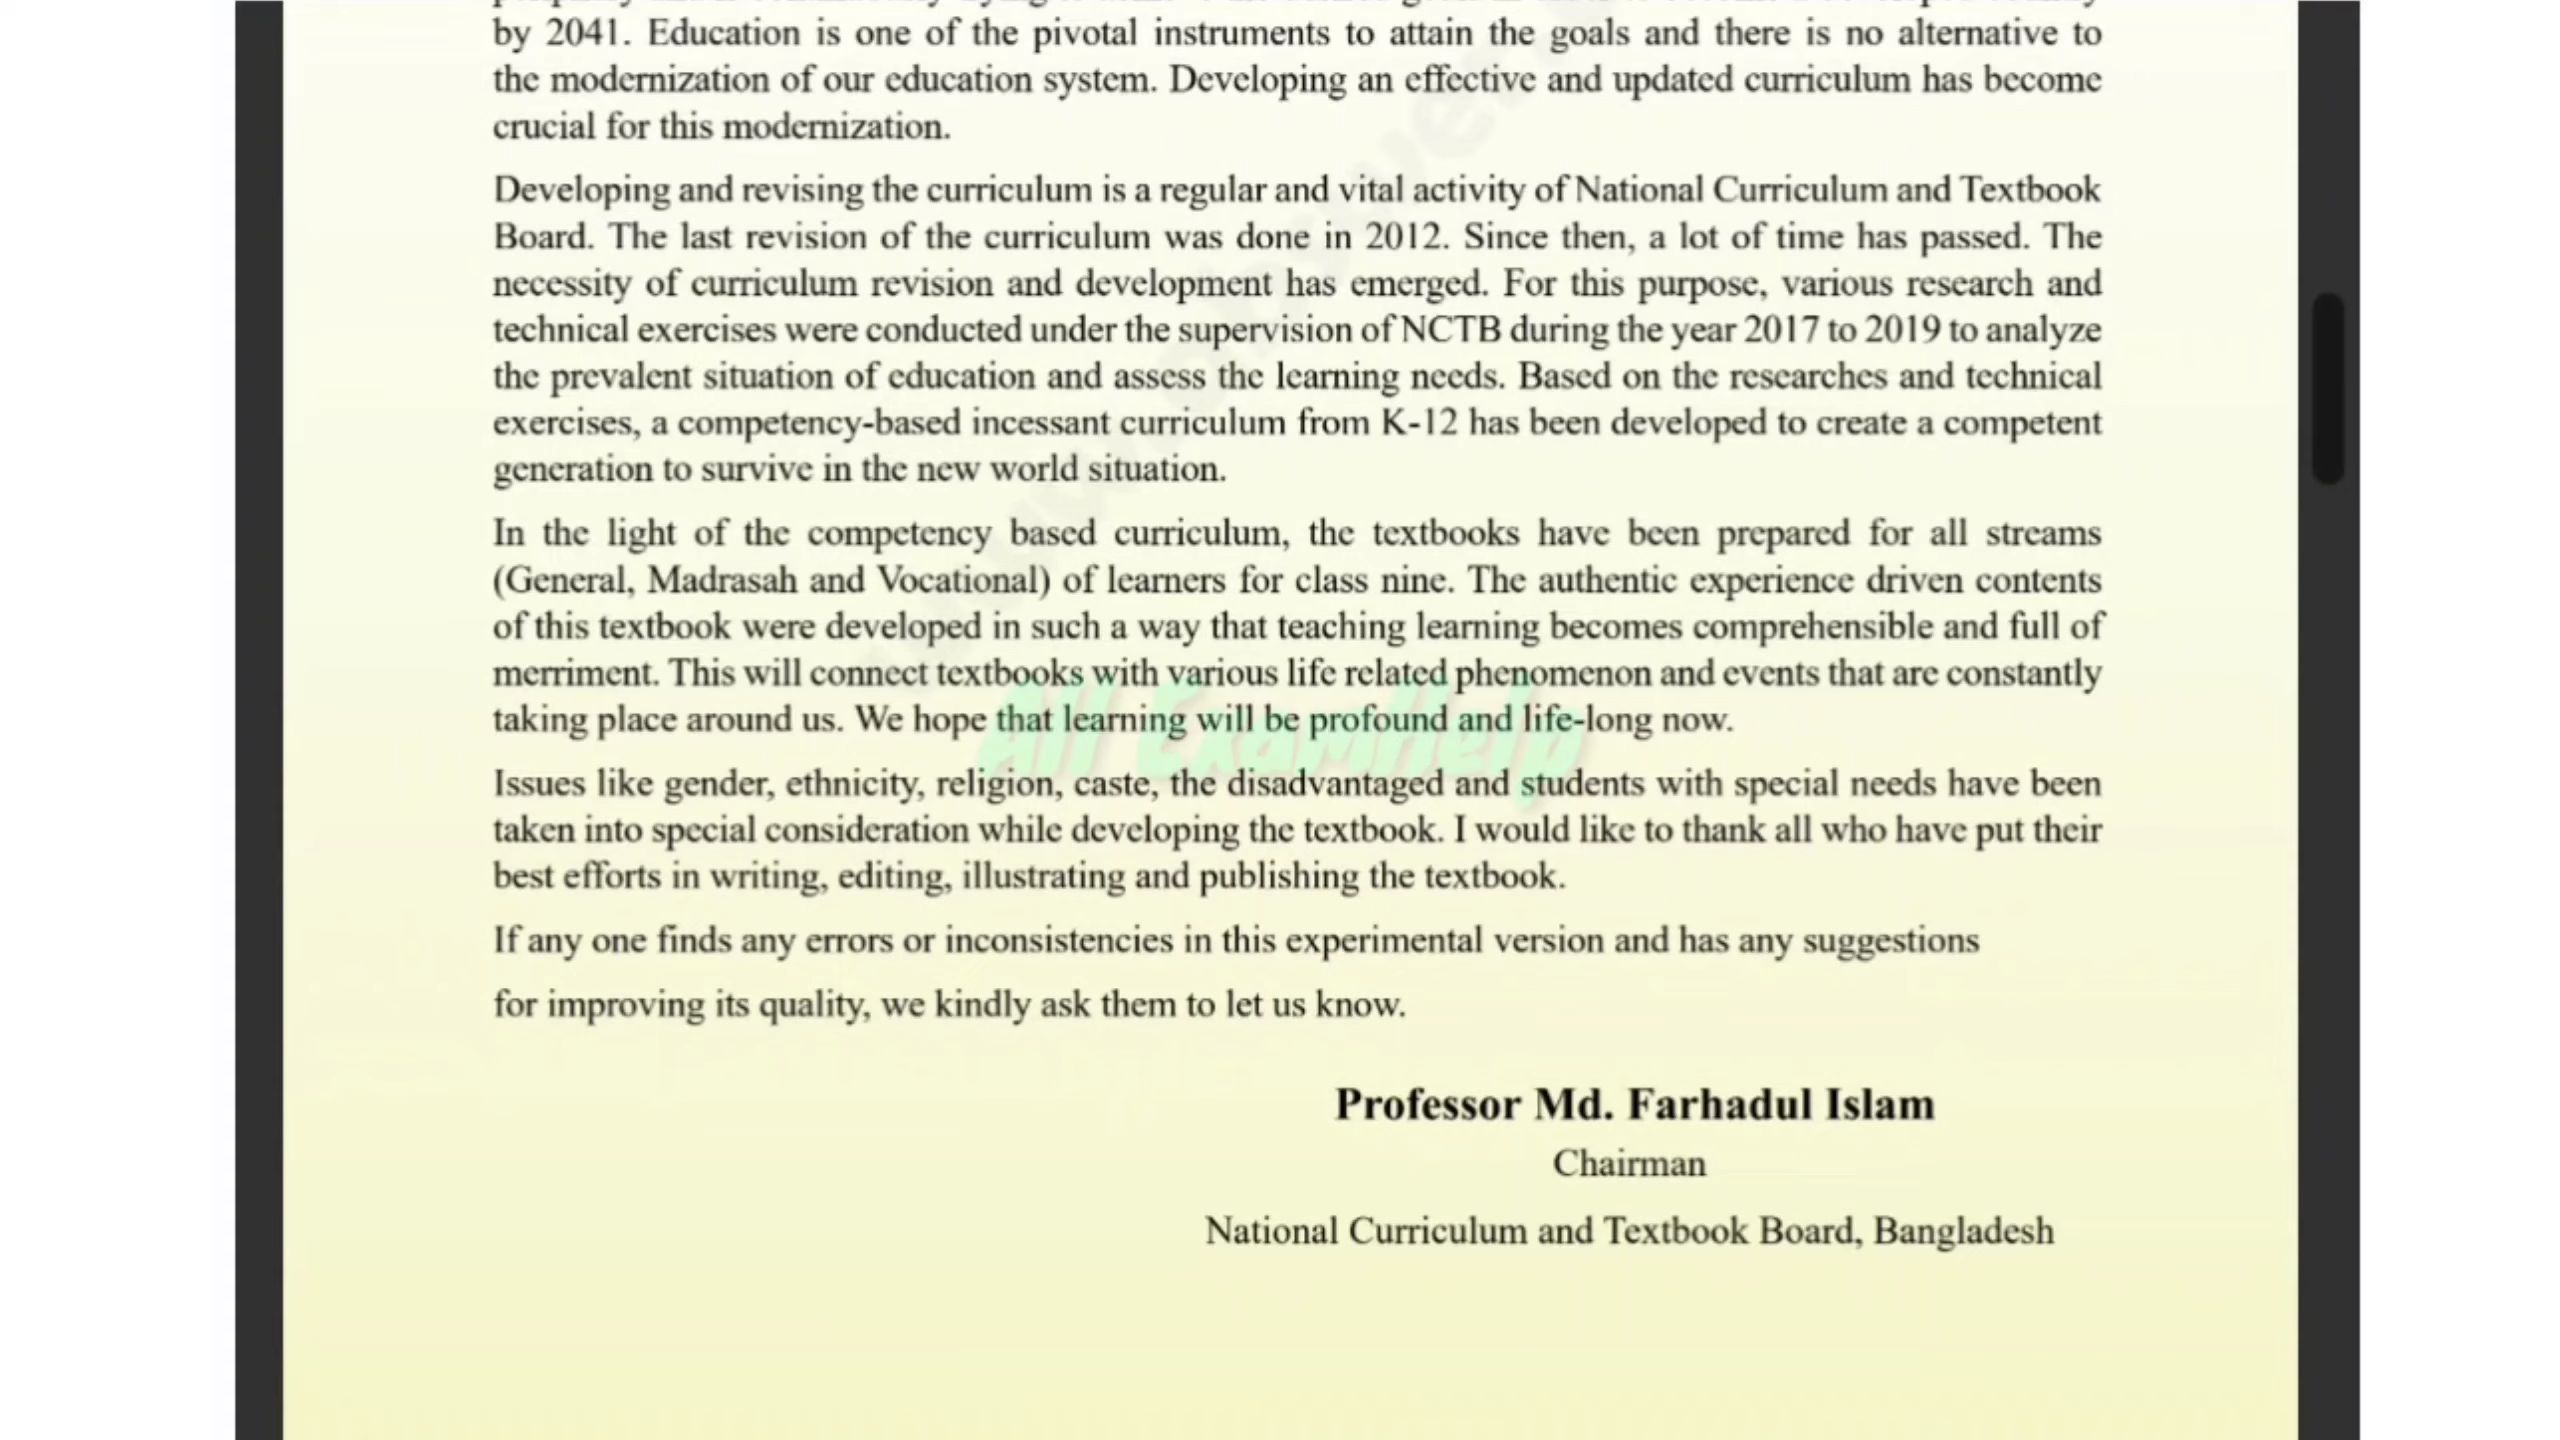 by 2041. Education is one of the pivotal instruments to attain the goals and there is no alternative to
the modernization of our education system. Developing an effective and updated curriculum has become
crucial for this modernization.
Developing and revising the curriculum is a regular and vital activity of National Curriculum and Textbook
Board. The last revision of the curriculum was done in 2012. Since then, a lot of time has passed. The
necessity of curriculum revision and development has emerged. For this purpose, various research and
technical exercises were conducted under the supervision of NCTB during the year 2017 to 2019 to analyze
the prevalent situation of education and assess the learning needs. Based on the researches and technical
exercises, a competency-based incessant curriculum from K-12 has been developed to create a competent
generation to survive in the new world situation.
In the light of the competency based curriculum, the textbooks have been prepared for all streams
(General, Madrasah and Vocational) of learners for class nine. The authentic experience driven contents
of this textbook were developed in such a way that teaching learning becomes comprehensible and full of
merriment. This will connect textbooks with various life related phenomenon and events that are constantly
taking place around us. We hope that learning will be profound and life-long now.
All ExamHelp
Issues like gender, ethnicity, religion, caste, the disadvantaged and students with special needs have been
taken into special consideration while developing the textbook. I would like to thank all who have put their
best efforts in writing, editing, illustrating and publishing the textbook.
If any one finds any errors or inconsistencies in this experimental version and has any suggestions
for improving its quality, we kindly ask them to let us know.
Professor Md. Farhadul Islam
Chairman
National Curriculum and Textbook Board, Bangladesh